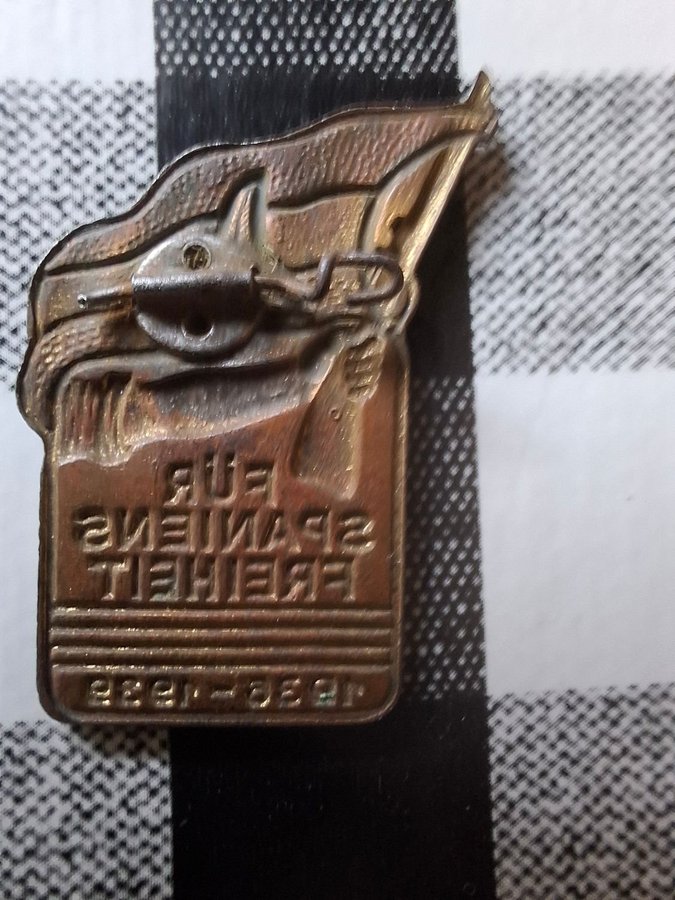 FÜR
SPANIENS
FREIHEIT
1936-1939